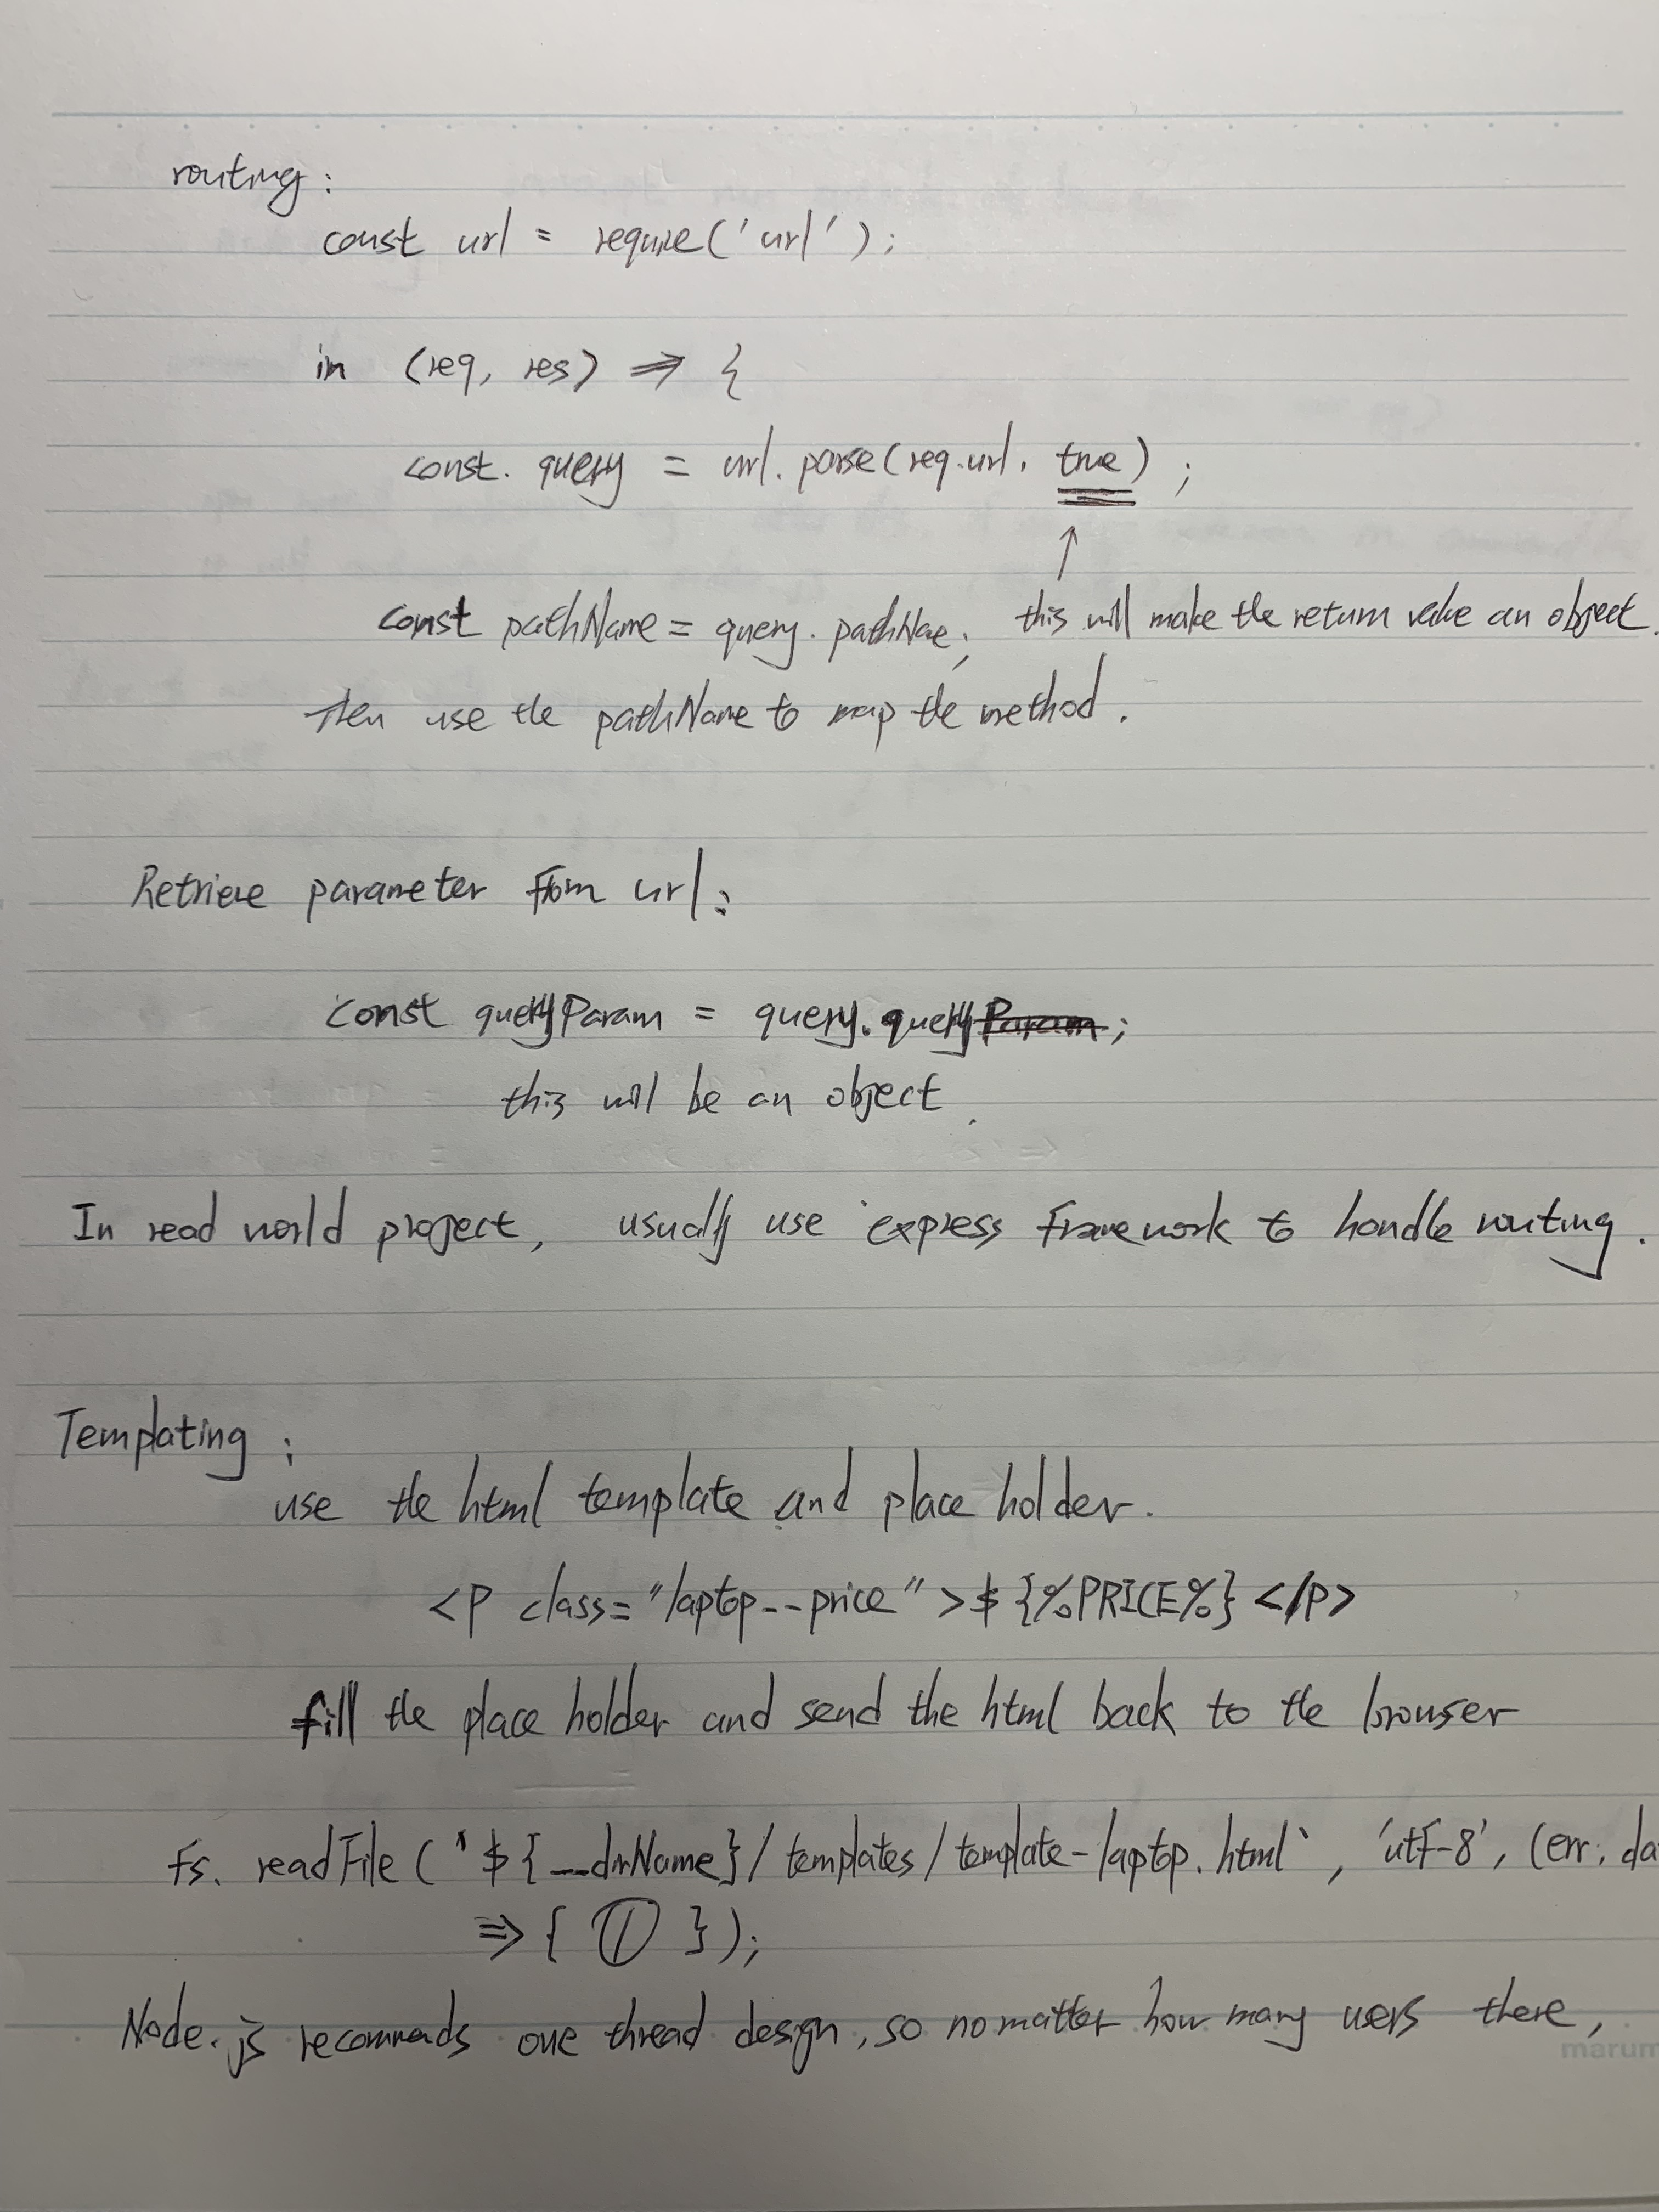 routing:
const url = require('url');
in (req, res) => {
const. query = url.parse(req.url, true);
↑
const pathName = query.pathNae; this will make the return value an object.
Then use the pathName to map the method.
Retrieve parameter from url:
const queryParam = query.query Param;
this will be an object.
In read world project, usually use express framework to handle routing.
Templating:
use the html template and place holder.
<P class="laptop--price">${%PRICE%}</P>
fill the place holder and send the html back to the browser
fs. readFile(`${__dirName}/templates/template-laptop.html`, 'utf-8', (err, da
=> { ① });
Node.js recommends one thread design, so no matter how many users there,
marum